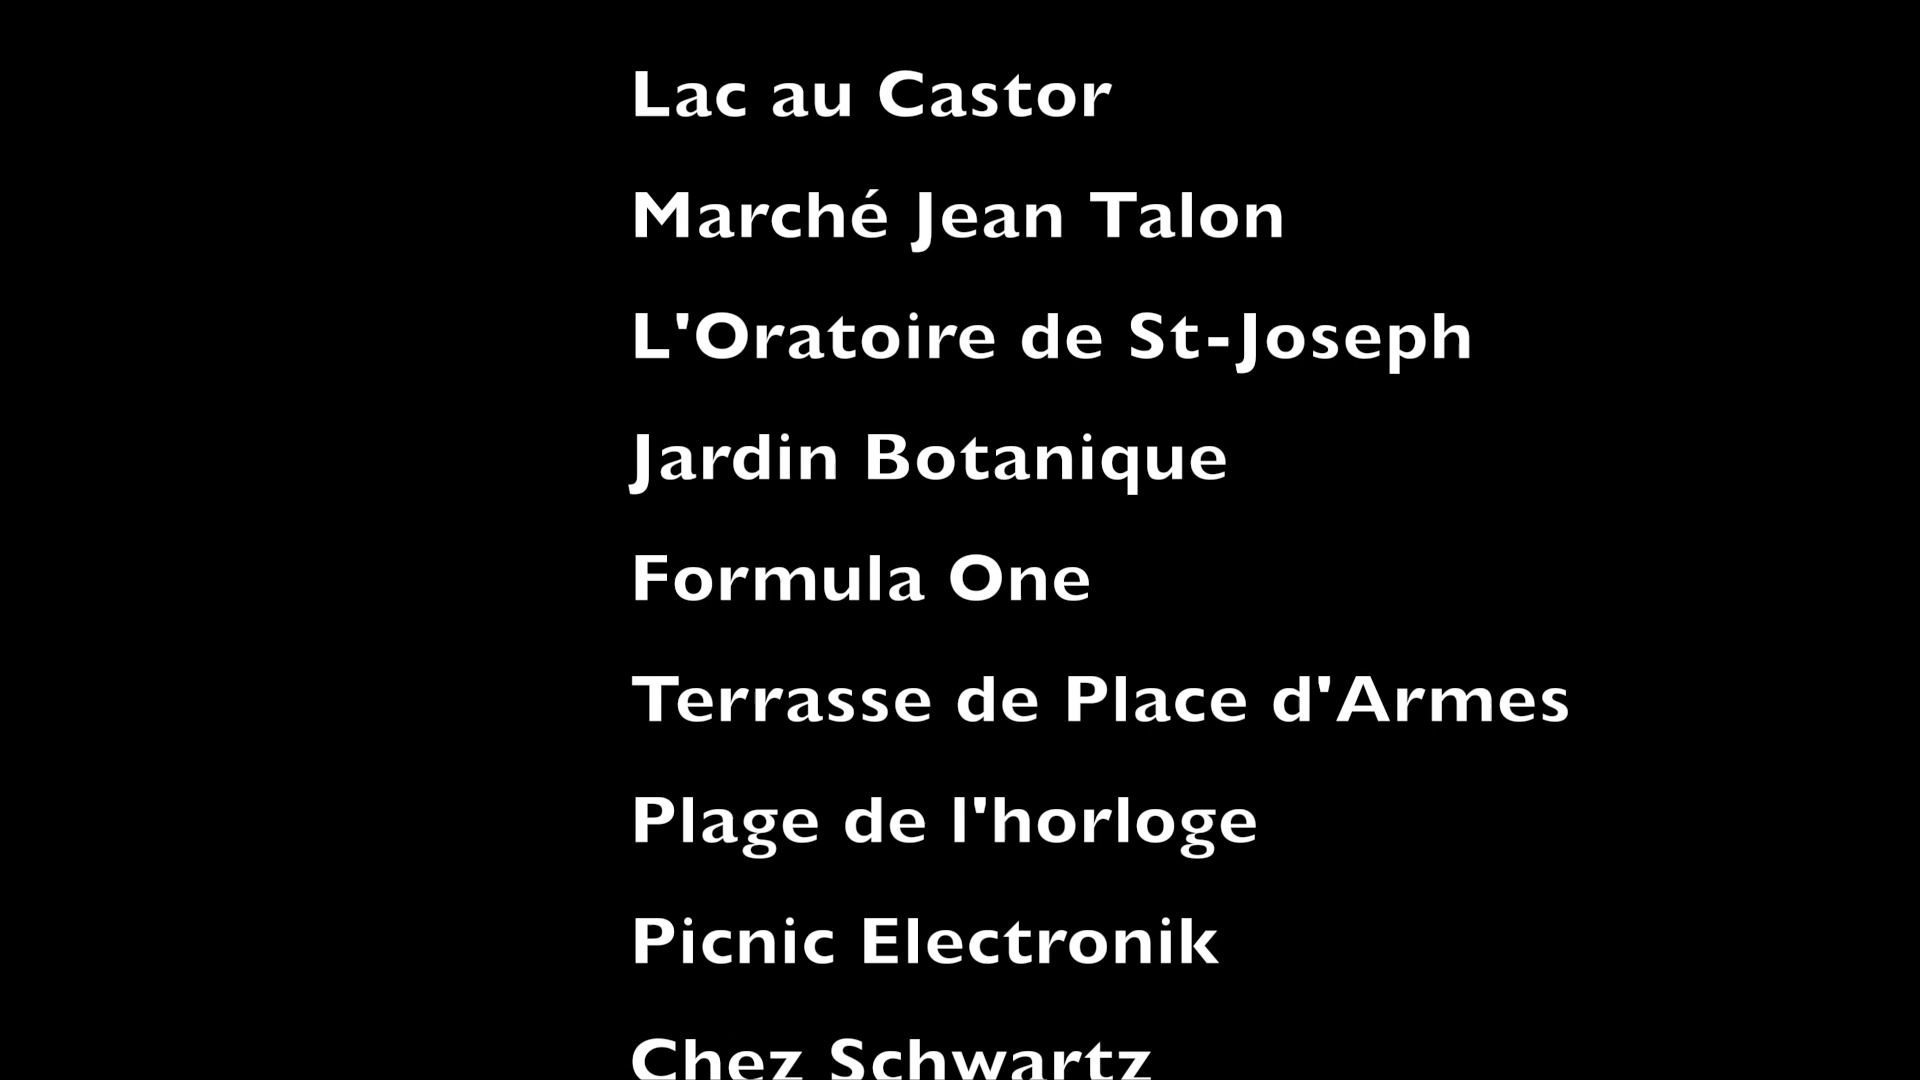 Lac au Castor
Marché Jean Talon
L'Oratoire de St-Joseph
Jardin Botanique
Formula One
Terrasse de Place d'Armes
Plage de l'horloge
Picnic Electronik
Chez Schwartz